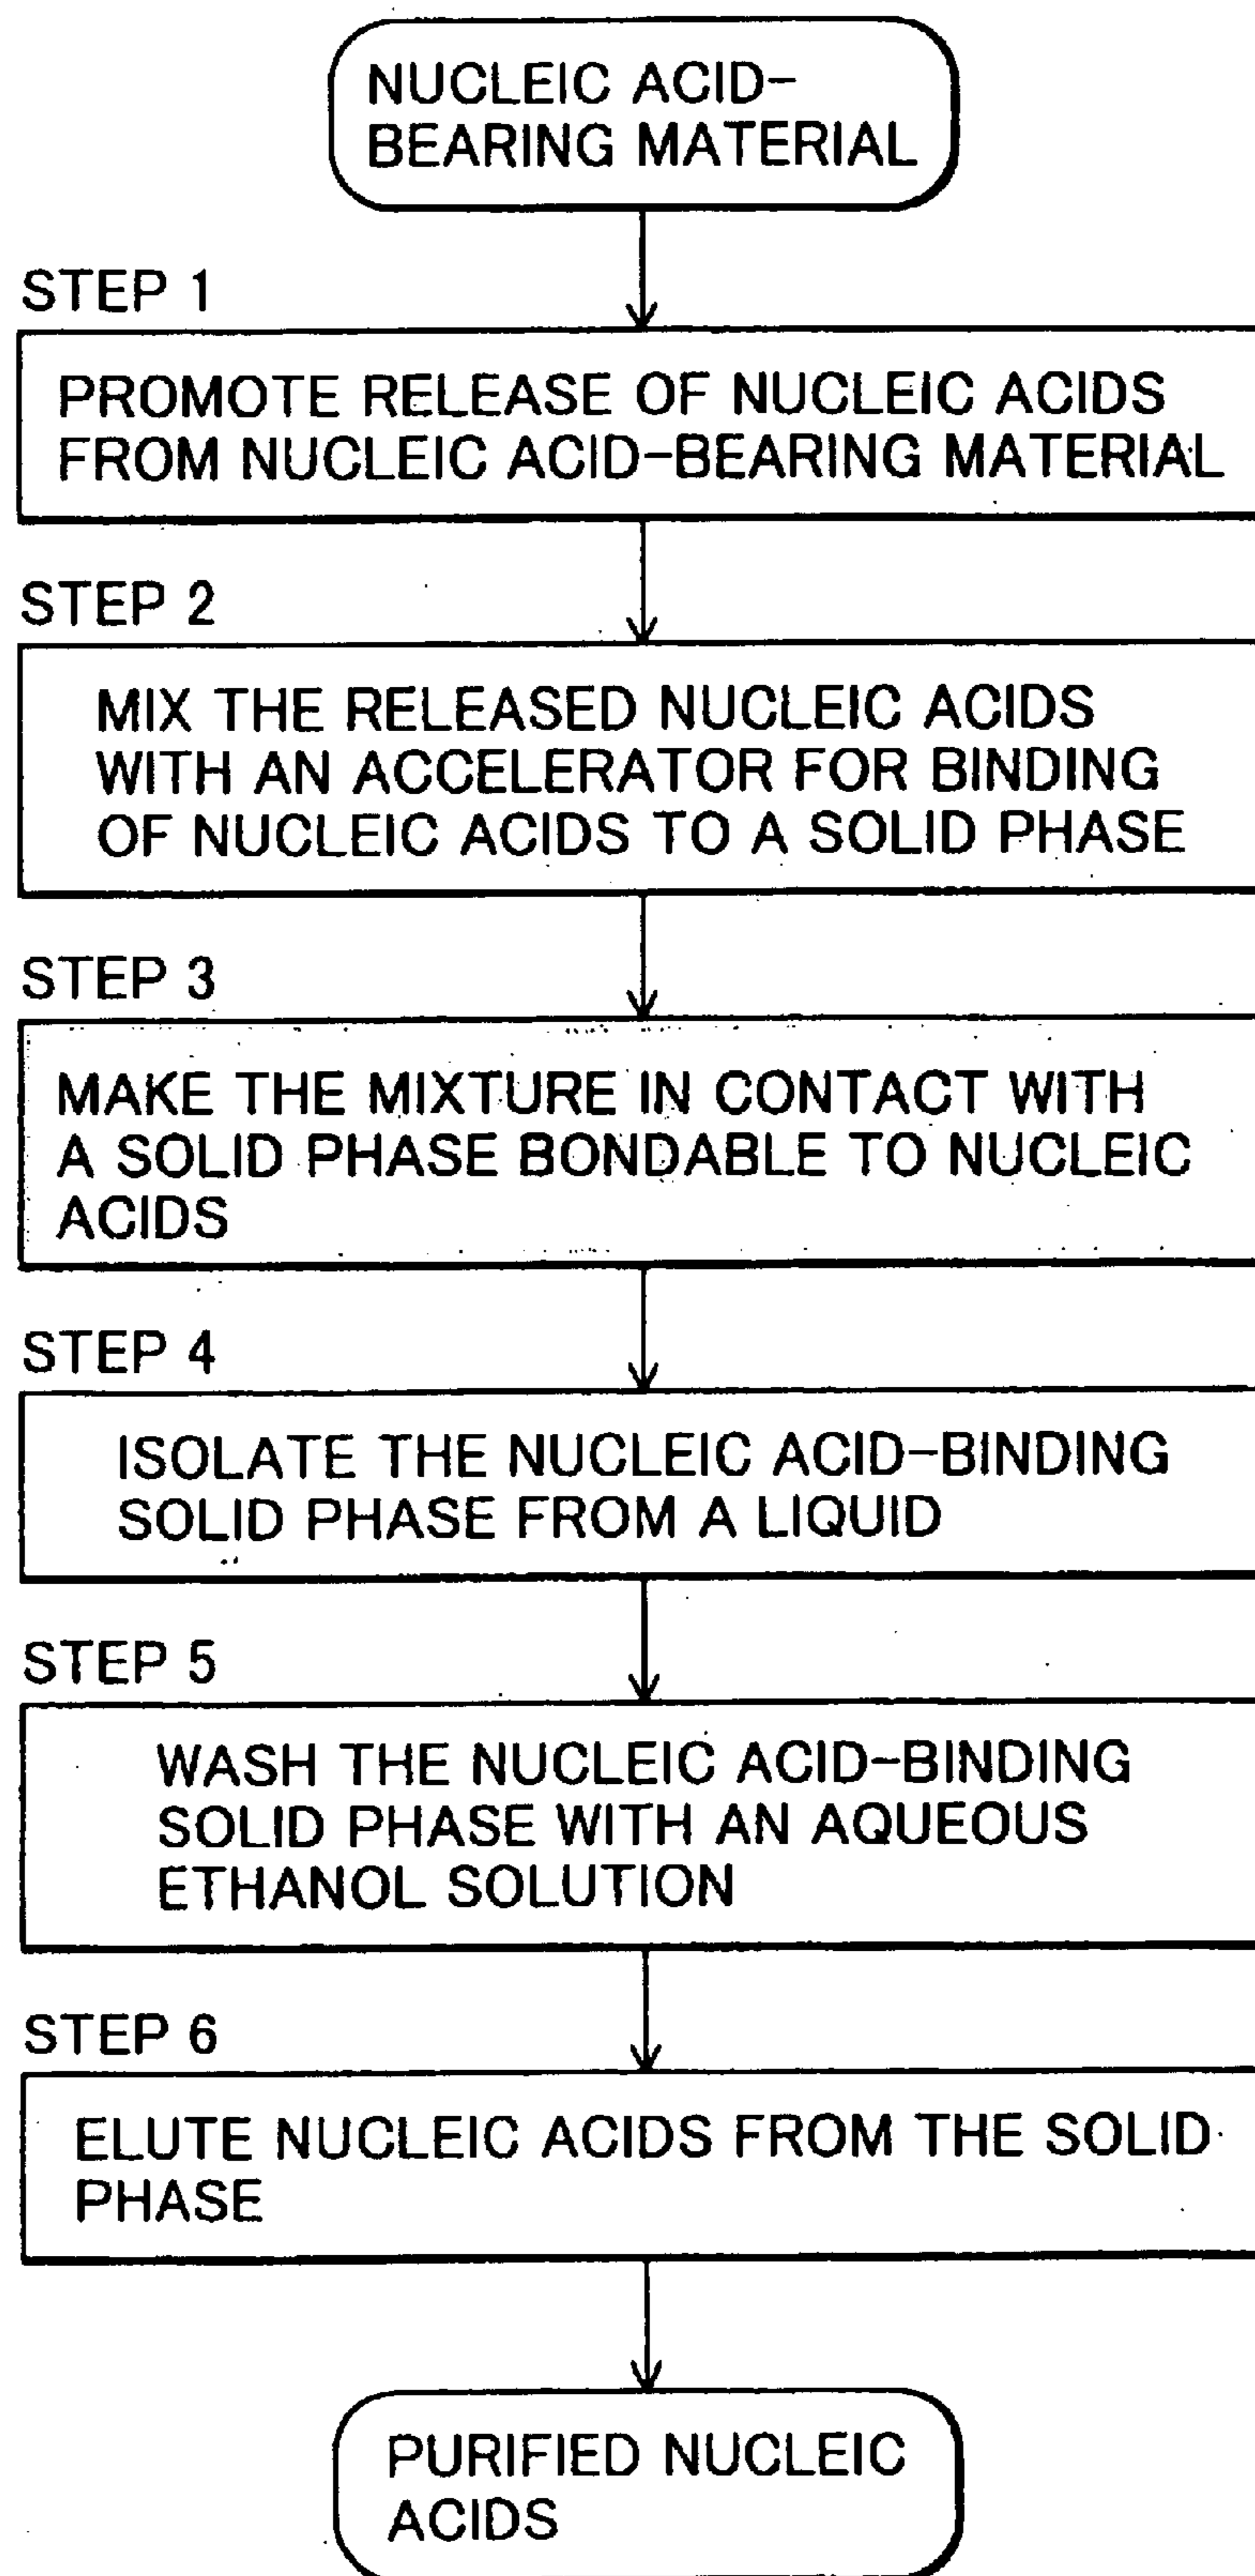 NUCLEIC ACID-
BEARING MATERIAL
STEP 1
PROMOTE RELEASE OF NUCLEIC ACIDS
FROM NUCLEIC ACID-BEARING MATERIAL
STEP 2
MIX THE RELEASED NUCLEIC ACIDS
WITH AN ACCELERATOR FOR BINDING
OF NUCLEIC ACIDS TO A SOLID PHASE
STEP 3
MAKE THE MIXTURE IN CONTACT WITH
A SOLID PHASE BONDABLE TO NUCLEIC
ACIDS
STEP 4
ISOLATE THE NUCLEIC ACID-BINDING
SOLID PHASE FROM A LIQUID
STEP 5
WASH THE NUCLEIC ACID-BINDING
SOLID PHASE WITH AN AQUEOUS
ETHANOL SOLUTION
STEP 6
ELUTE NUCLEIC ACIDS FROM THE SOLID
PHASE
PURIFIED NUCLEIC
ACIDS